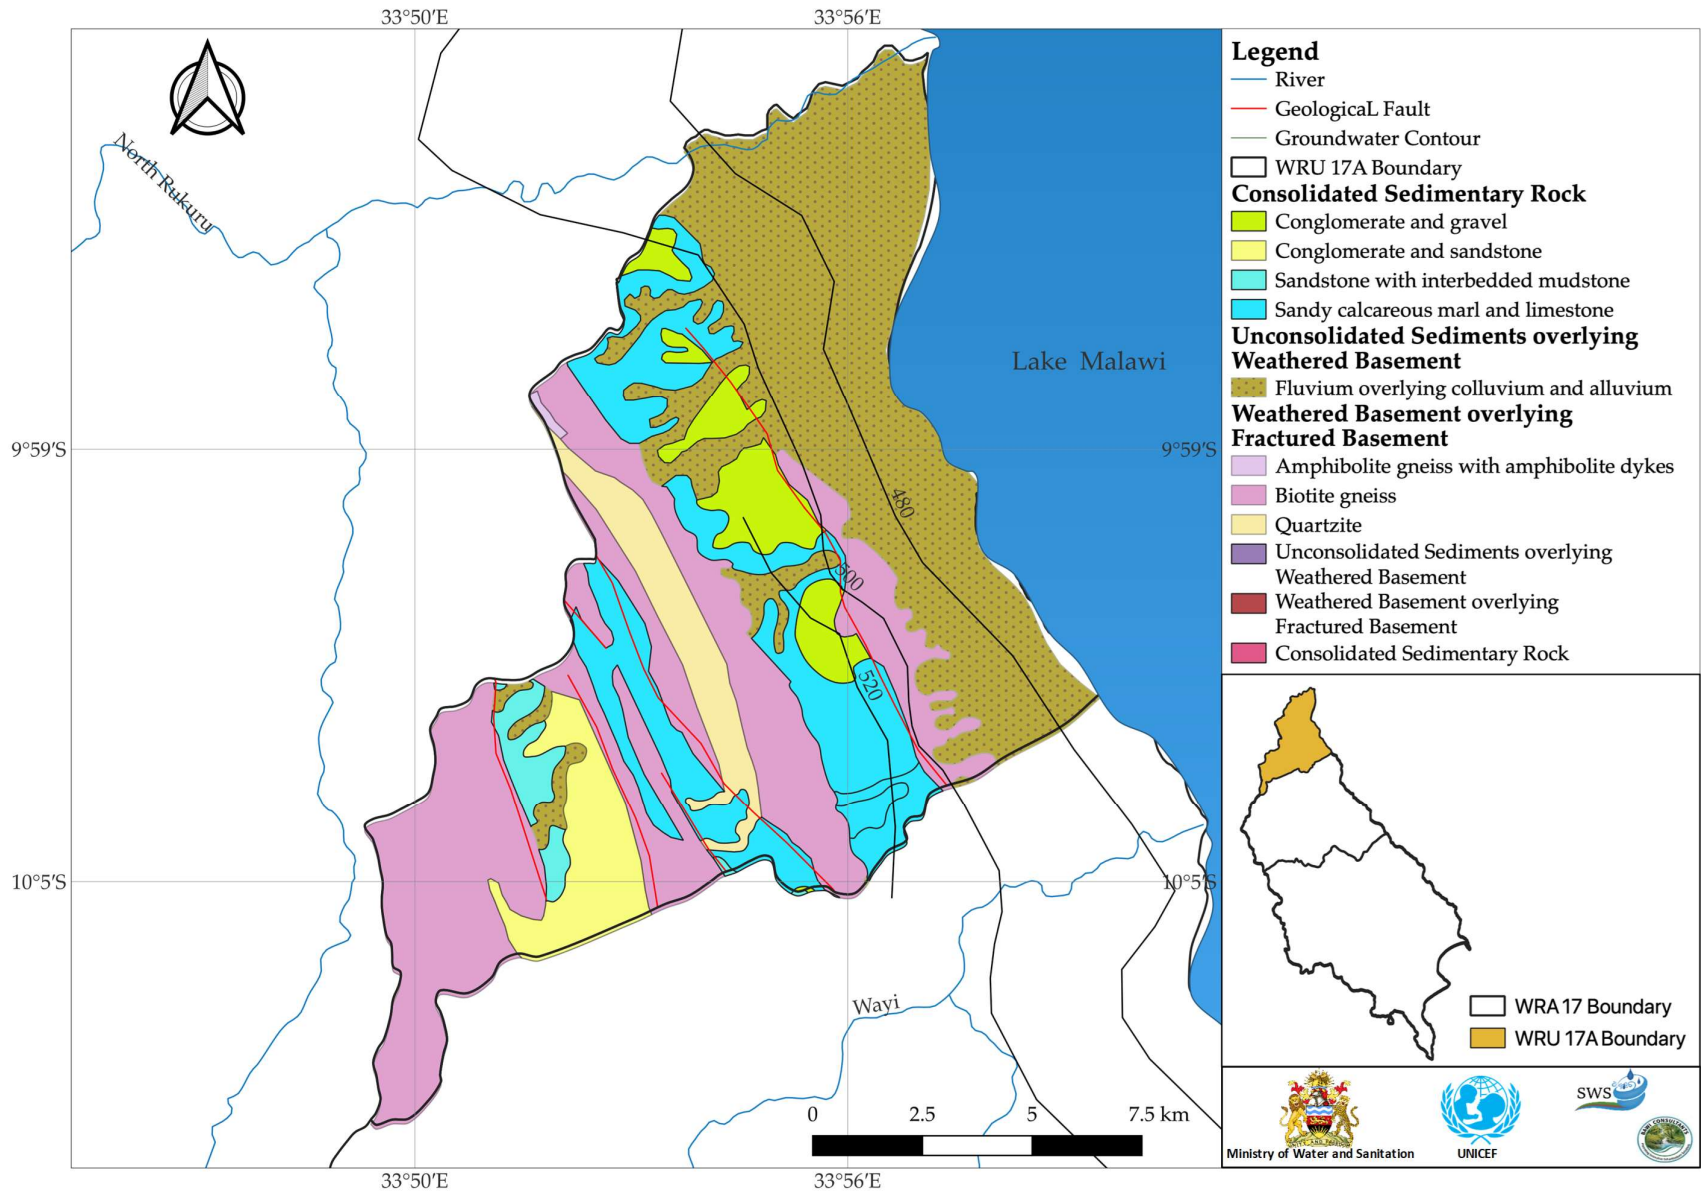 33°50'E
33°56'E
North Rukuru
Lake Malawi
9°59'S
9°59'S
480
500
520
10°5'S
10°5'S
Wayi
0 2.5 5 7.5 km
33°50'E
33°56'E
Legend
River
GeologicaL Fault
Groundwater Contour
WRU 17A Boundary
Consolidated Sedimentary Rock
Conglomerate and gravel
Conglomerate and sandstone
Sandstone with interbedded mudstone
Sandy calcareous marl and limestone
Unconsolidated Sediments overlying
Weathered Basement
Fluvium overlying colluvium and alluvium
Weathered Basement overlying
Fractured Basement
Amphibolite gneiss with amphibolite dykes
Biotite gneiss
Quartzite
Unconsolidated Sediments overlying
Weathered Basement
Weathered Basement overlying
Fractured Basement
Consolidated Sedimentary Rock
WRA 17 Boundary
WRU 17A Boundary
Ministry of Water and Sanitation
UNICEF
SWS